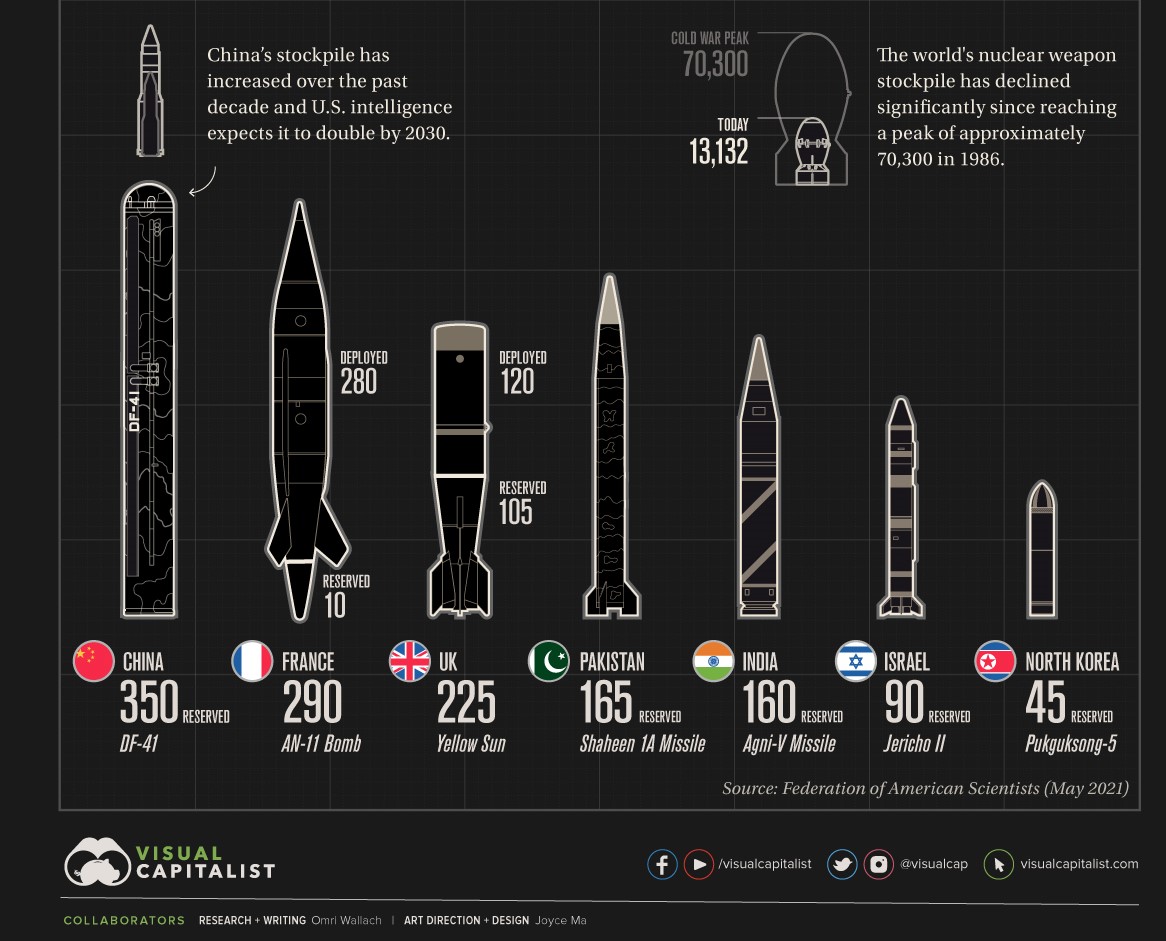 China's stockpile has
increased over the past
decade and U.S. intelligence
expects it to double by 2030.
COLD WAR PEAK
70,300
TODAY
13,132
The world's nuclear weapon
stockpile has declined
significantly since reaching
a peak of approximately
70,300 in 1986.
DF-41
DEPLOYED
280
RESERVED
10
DEPLOYED
120
RESERVED
105
CHINA
350 RESERVED
DF-41
FRANCE
290
AN-11 Bomb
UK
225
Yellow Sun
PAKISTAN
165 RESERVED
Shaheen 1A Missile
INDIA
160 RESERVED
Agni-V Missile
ISRAEL
90 RESERVED
Jericho II
NORTH KOREA
45 RESERVED
Pukguksong-5
Source: Federation of American Scientists (May 2021)
VISUAL
CAPITALIST
/visualcapitalist @visualcap visualcapitalist.com
COLLABORATORS RESEARCH + WRITING Omri Wallach | ART DIRECTION + DESIGN Joyce Ma